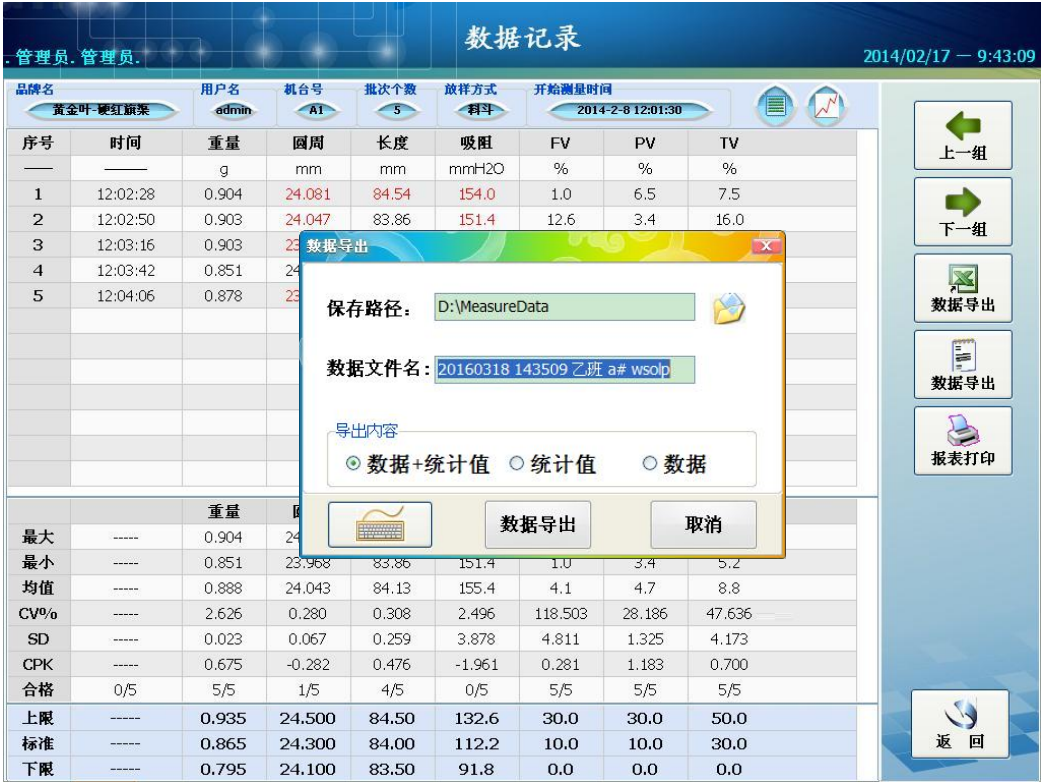 数据记录
.管理员.管理员.
2014/02/17 — 9:43:09
品牌名 用户名 机台号 批次个数 放样方式 开始测量时间
黄金叶-硬红旗渠 admin A1 5 料斗 2014-2-8 12:01:30
序号 时间 重量 圆周 长度 吸阻 FV PV TV
—— ——— g mm mm mmH2O % % %
1 12:02:28 0.904 24.081 84.54 154.0 1.0 6.5 7.5
2 12:02:50 0.903 24.047 83.86 151.4 12.6 3.4 16.0
3 12:03:16 0.903 23
4 12:03:42 0.851 24
5 12:04:06 0.878 23
数据导出
保存路径: D:\MeasureData
数据文件名: 20160318 143509 乙班 a# wsolp
导出内容
数据+统计值 统计值 数据
数据导出 取消
重量
最大 ----- 0.904 24
最小 ----- 0.851 23.968 83.86 151.4 1.0 3.4 5.2
均值 ----- 0.888 24.043 84.13 155.4 4.1 4.7 8.8
CV% ----- 2.626 0.280 0.308 2.496 118.503 28.186 47.636
SD ----- 0.023 0.067 0.259 3.878 4.811 1.325 4.173
CPK ----- 0.675 -0.282 0.476 -1.961 0.281 1.183 0.700
合格 0/5 5/5 1/5 4/5 0/5 5/5 5/5 5/5
上限 ----- 0.935 24.500 84.50 132.6 30.0 30.0 50.0
标准 ----- 0.865 24.300 84.00 112.2 10.0 10.0 30.0
下限 ----- 0.795 24.100 83.50 91.8 0.0 0.0 0.0
上一组
下一组
数据导出
数据导出
报表打印
返 回